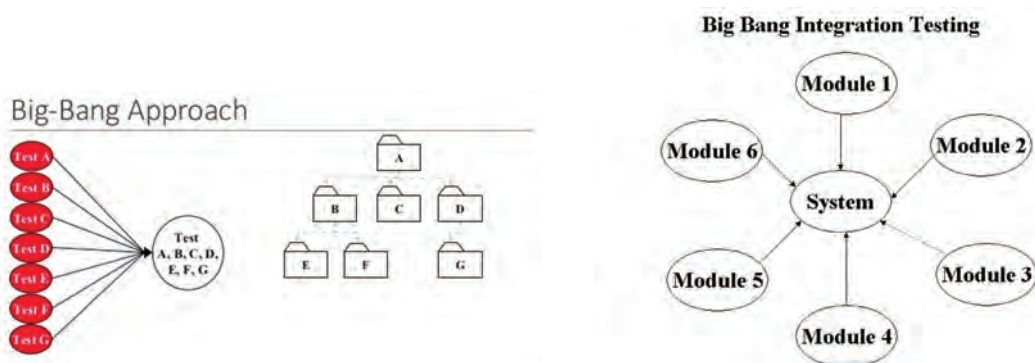 Big-Bang Approach
Test A
Test B
Test C
Test D
Test E
Test F
Test G
Test
A, B, C, D,
E, F, G
A
B
C
D
E
F
G
Big Bang Integration Testing
Module 1
Module 2
Module 6
System
Module 5
Module 3
Module 4